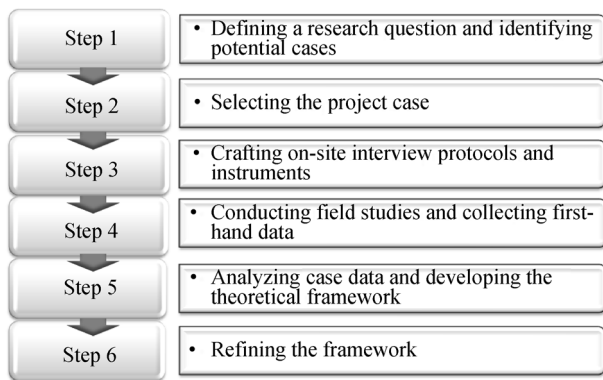 Step 1
• Defining a research question and identifying
potential cases
Step 2
• Selecting the project case
Step 3
• Crafting on-site interview protocols and
instruments
Step 4
• Conducting field studies and collecting first-
hand data
Step 5
• Analyzing case data and developing the
theoretical framework
Step 6
• Refining the framework